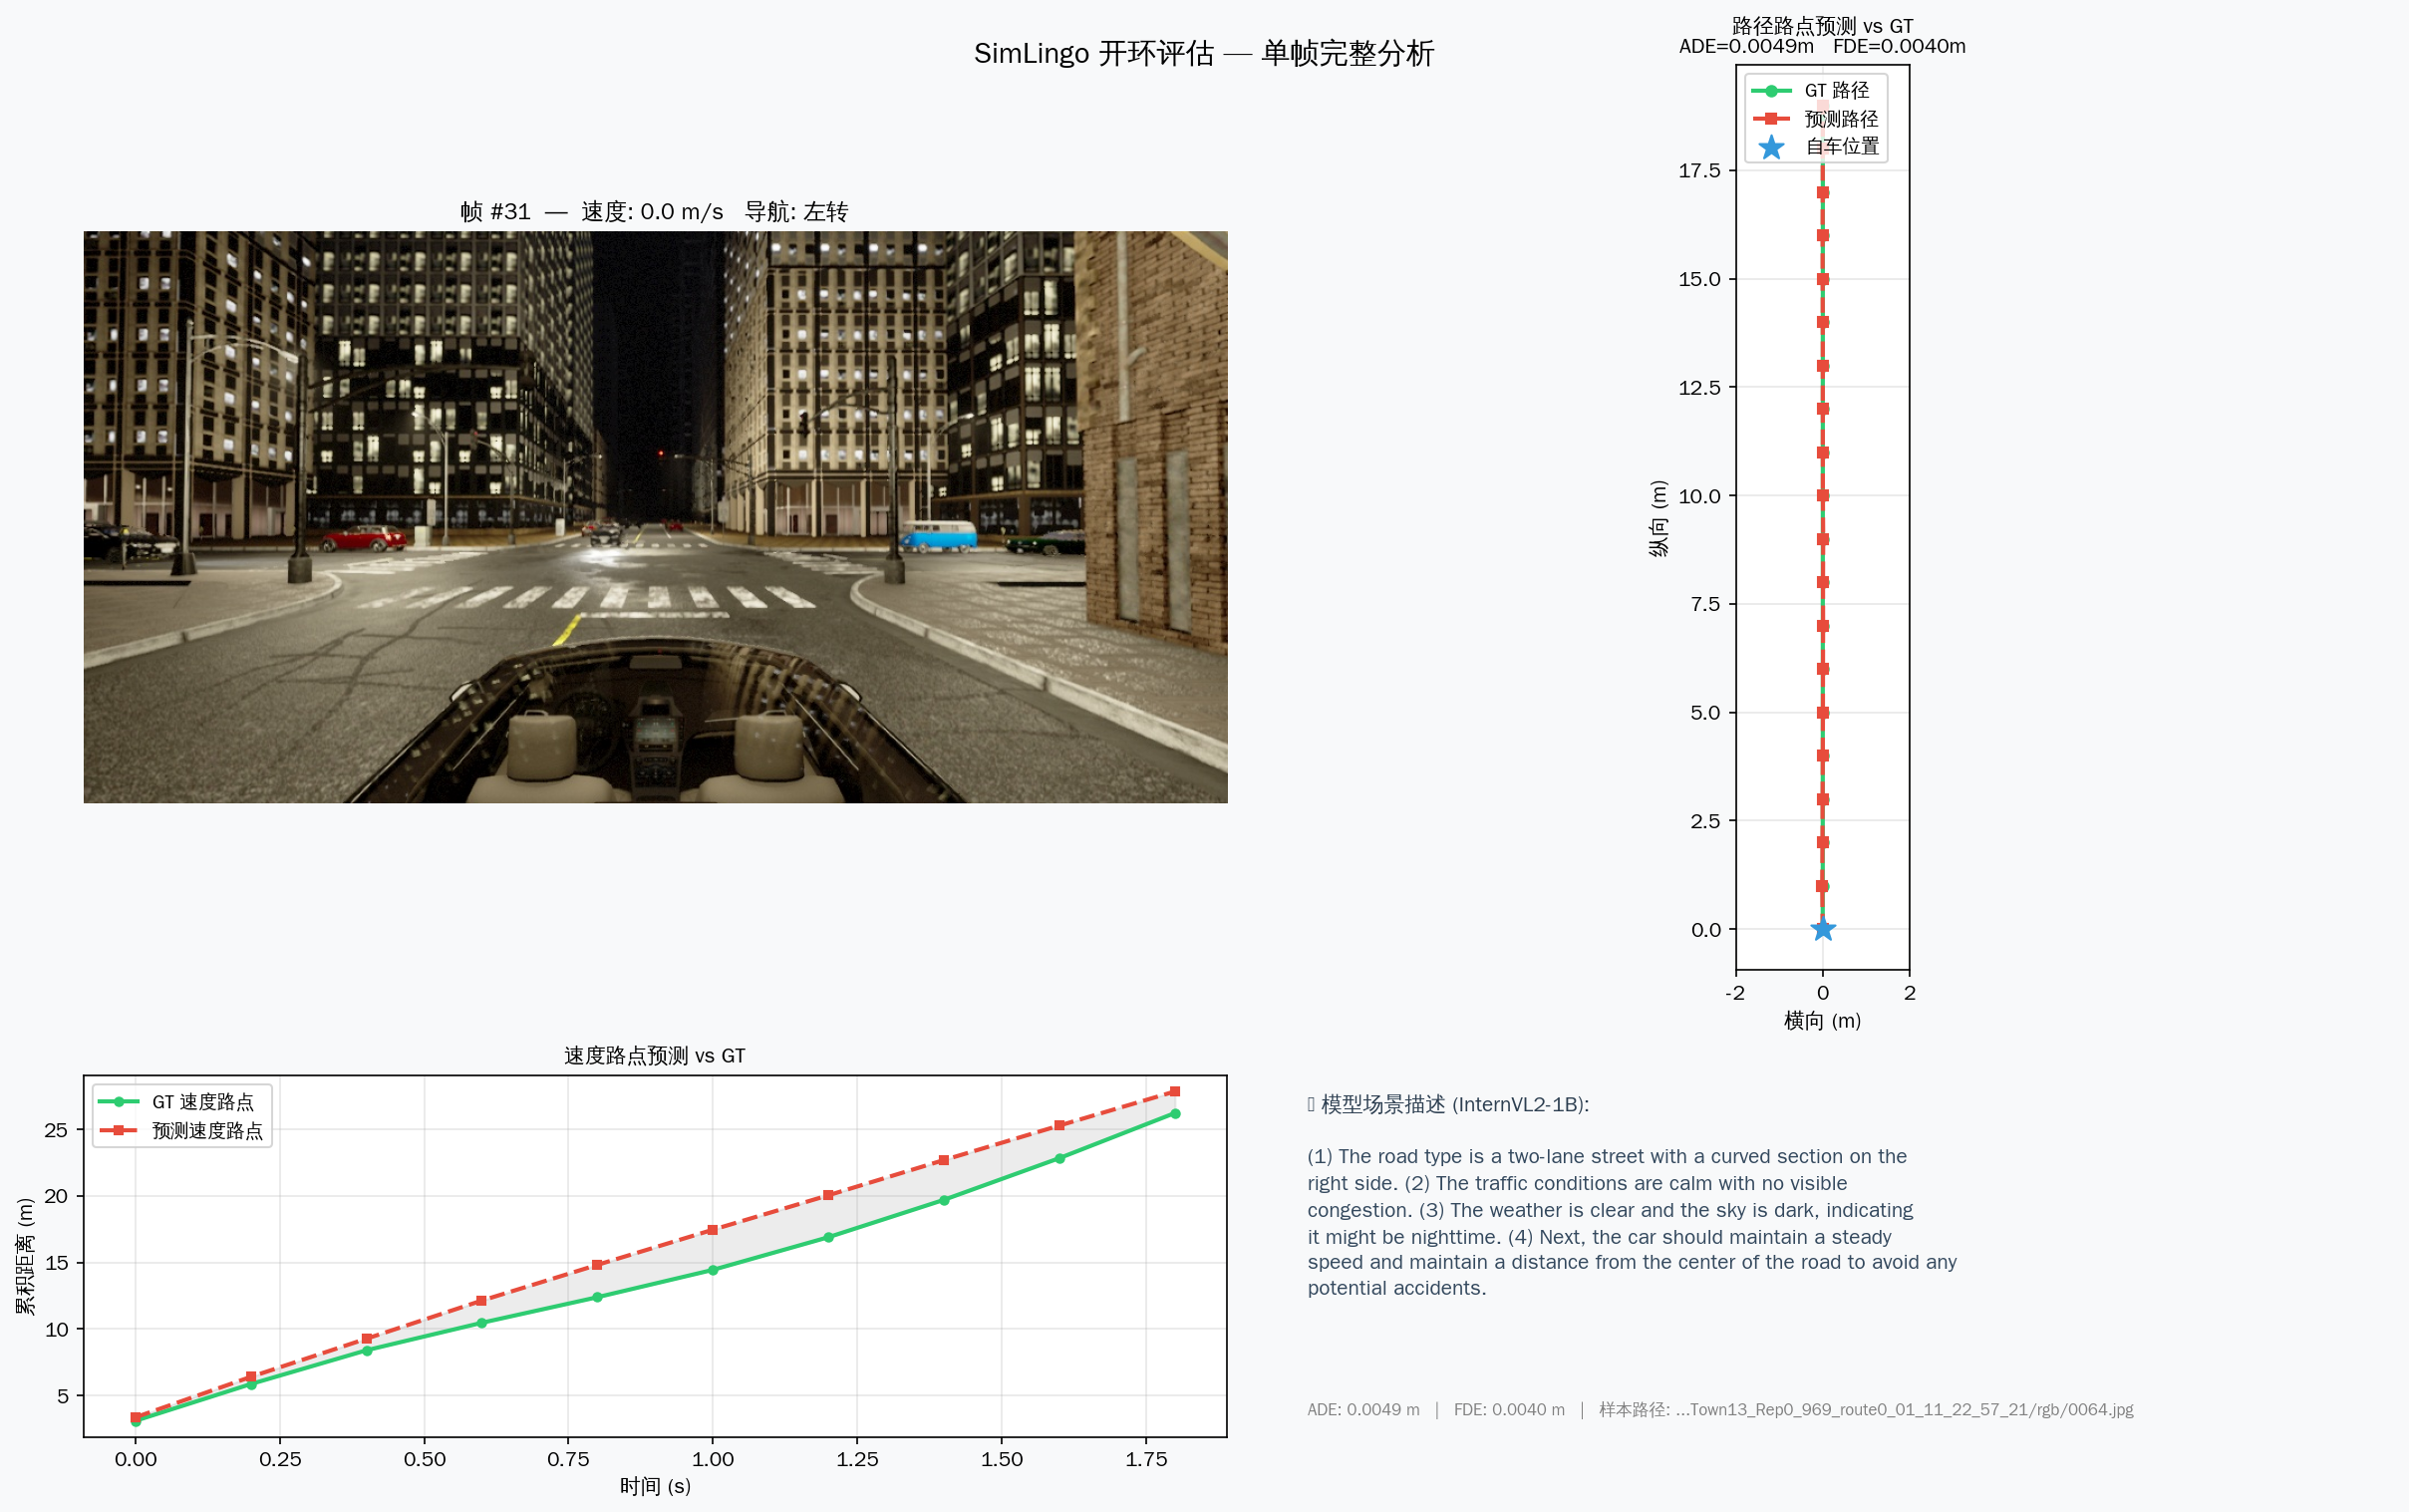 SimLingo 开环评估 — 单帧完整分析
帧 #31 — 速度: 0.0 m/s 导航: 左转
路径路点预测 vs GT
ADE=0.0049m FDE=0.0040m
GT 路径
预测路径
自车位置
17.5
15.0
12.5
10.0
7.5
5.0
2.5
0.0
纵向 (m)
-2 0 2
横向 (m)
速度路点预测 vs GT
GT 速度路点
预测速度路点
25
20
15
10
5
累积距离 (m)
0.00 0.25 0.50 0.75 1.00 1.25 1.50 1.75
时间 (s)
模型场景描述 (InternVL2-1B):
(1) The road type is a two-lane street with a curved section on the
right side. (2) The traffic conditions are calm with no visible
congestion. (3) The weather is clear and the sky is dark, indicating
it might be nighttime. (4) Next, the car should maintain a steady
speed and maintain a distance from the center of the road to avoid any
potential accidents.
ADE: 0.0049 m | FDE: 0.0040 m | 样本路径: ...Town13_Rep0_969_route0_01_11_22_57_21/rgb/0064.jpg